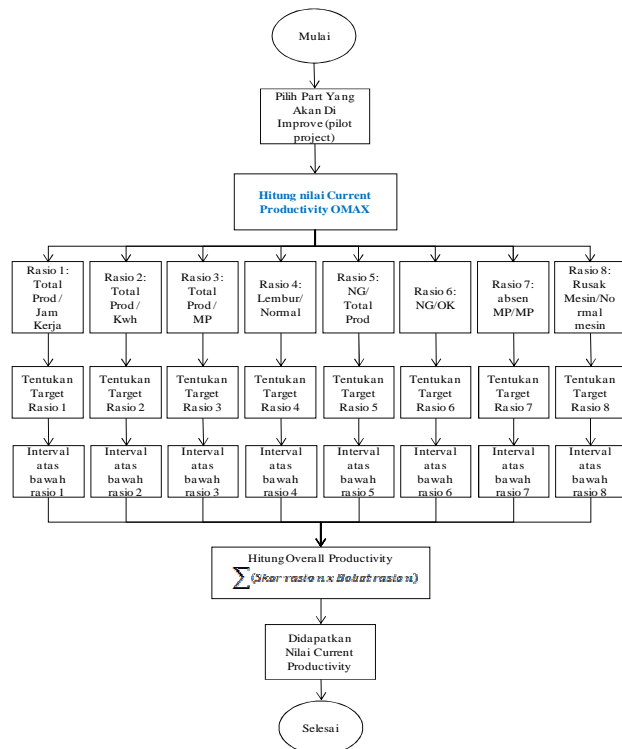 Mulai
Pilih Part Yang
Akan Di
Improve (pilot
project)
Hitung nilai Current
Productivity OMAX
Rasio 1:
Total
Prod /
Jam
Kerja
Rasio 2:
Total
Prod /
Kwh
Rasio 3:
Total
Prod /
MP
Rasio 4:
Lembur/
Normal
Rasio 5:
NG/
Total
Prod
Rasio 6:
NG/OK
Rasio 7:
absen
MP/MP
Rasio 8:
Rusak
Mesin/No
rmal
mesin
Tentukan
Target
Rasio 1
Tentukan
Target
Rasio 2
Tentukan
Target
Rasio 3
Tentukan
Target
Rasio 4
Tentukan
Target
Rasio 5
Tentukan
Target
Rasio 6
Tentukan
Target
Rasio 7
Tentukan
Target
Rasio 8
Interval
atas
bawah
rasio 1
Interval
atas
bawah
rasio 2
Interval
atas
bawah
rasio 3
Interval
atas
bawah
rasio 4
Interval
atas
bawah
rasio 5
Interval
atas
bawah
rasio 6
Interval
atas
bawah
rasio 7
Interval
atas
bawah
rasio 8
Hitung Overall Productivity
∑(Skor rasio n x Bobot rasio n)
Didapatkan
Nilai Current
Productivity
Selesai